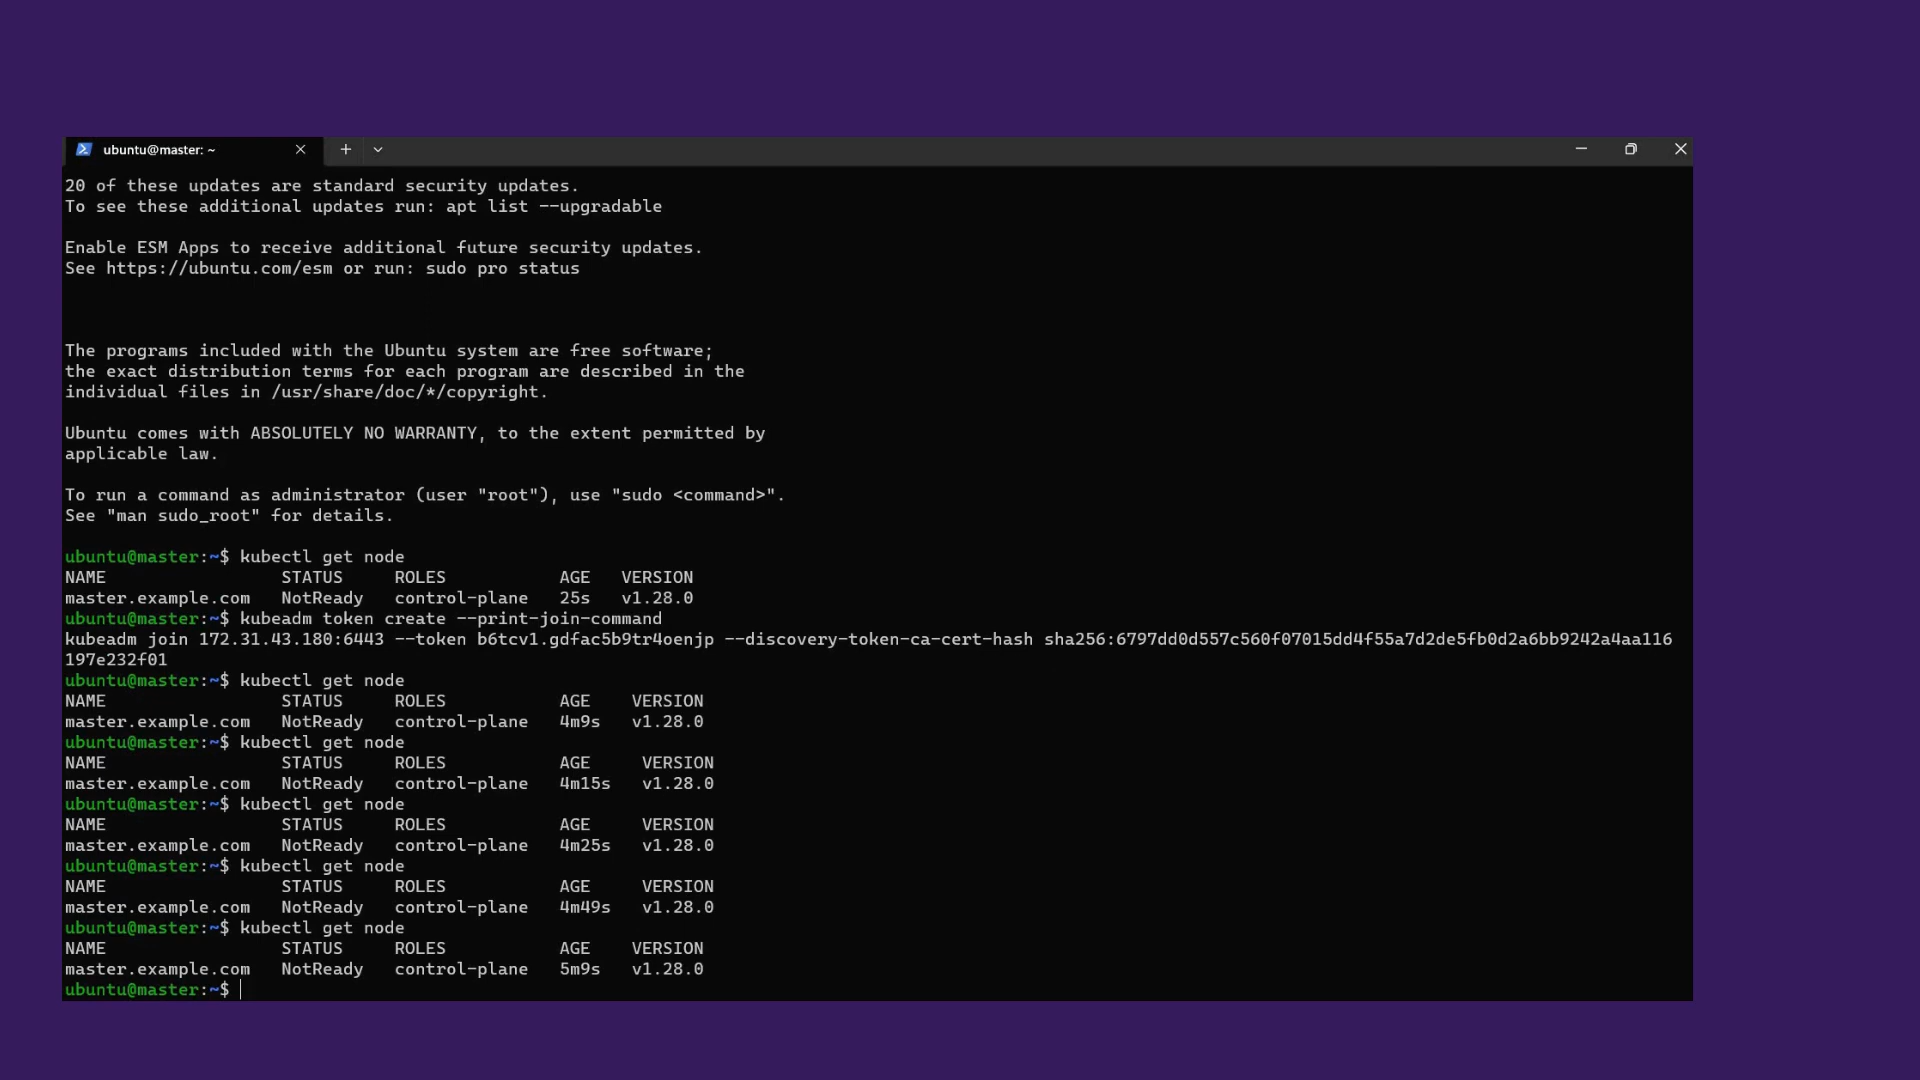 ubuntu@master: ~
20 of these updates are standard security updates.
To see these additional updates run: apt list --upgradable
Enable ESM Apps to receive additional future security updates.
See https://ubuntu.com/esm or run: sudo pro status
The programs included with the Ubuntu system are free software;
the exact distribution terms for each program are described in the
individual files in /usr/share/doc/*/copyright.
Ubuntu comes with ABSOLUTELY NO WARRANTY, to the extent permitted by
applicable law.
To run a command as administrator (user "root"), use "sudo <command>".
See "man sudo_root" for details.
ubuntu@master:~$ kubectl get node
NAME STATUS ROLES AGE VERSION
master.example.com NotReady control-plane 25s v1.28.0
ubuntu@master:~$ kubeadm token create --print-join-command
kubeadm join 172.31.43.180:6443 --token b6tcv1.gdfac5b9tr4oenjp --discovery-token-ca-cert-hash sha256:6797dd0d557c560f07015dd4f55a7d2de5fb0d2a6bb9242a4aa116
197e232f01
ubuntu@master:~$ kubectl get node
NAME STATUS ROLES AGE VERSION
master.example.com NotReady control-plane 4m9s v1.28.0
ubuntu@master:~$ kubectl get node
NAME STATUS ROLES AGE VERSION
master.example.com NotReady control-plane 4m15s v1.28.0
ubuntu@master:~$ kubectl get node
NAME STATUS ROLES AGE VERSION
master.example.com NotReady control-plane 4m25s v1.28.0
ubuntu@master:~$ kubectl get node
NAME STATUS ROLES AGE VERSION
master.example.com NotReady control-plane 4m49s v1.28.0
ubuntu@master:~$ kubectl get node
NAME STATUS ROLES AGE VERSION
master.example.com NotReady control-plane 5m9s v1.28.0
ubuntu@master:~$